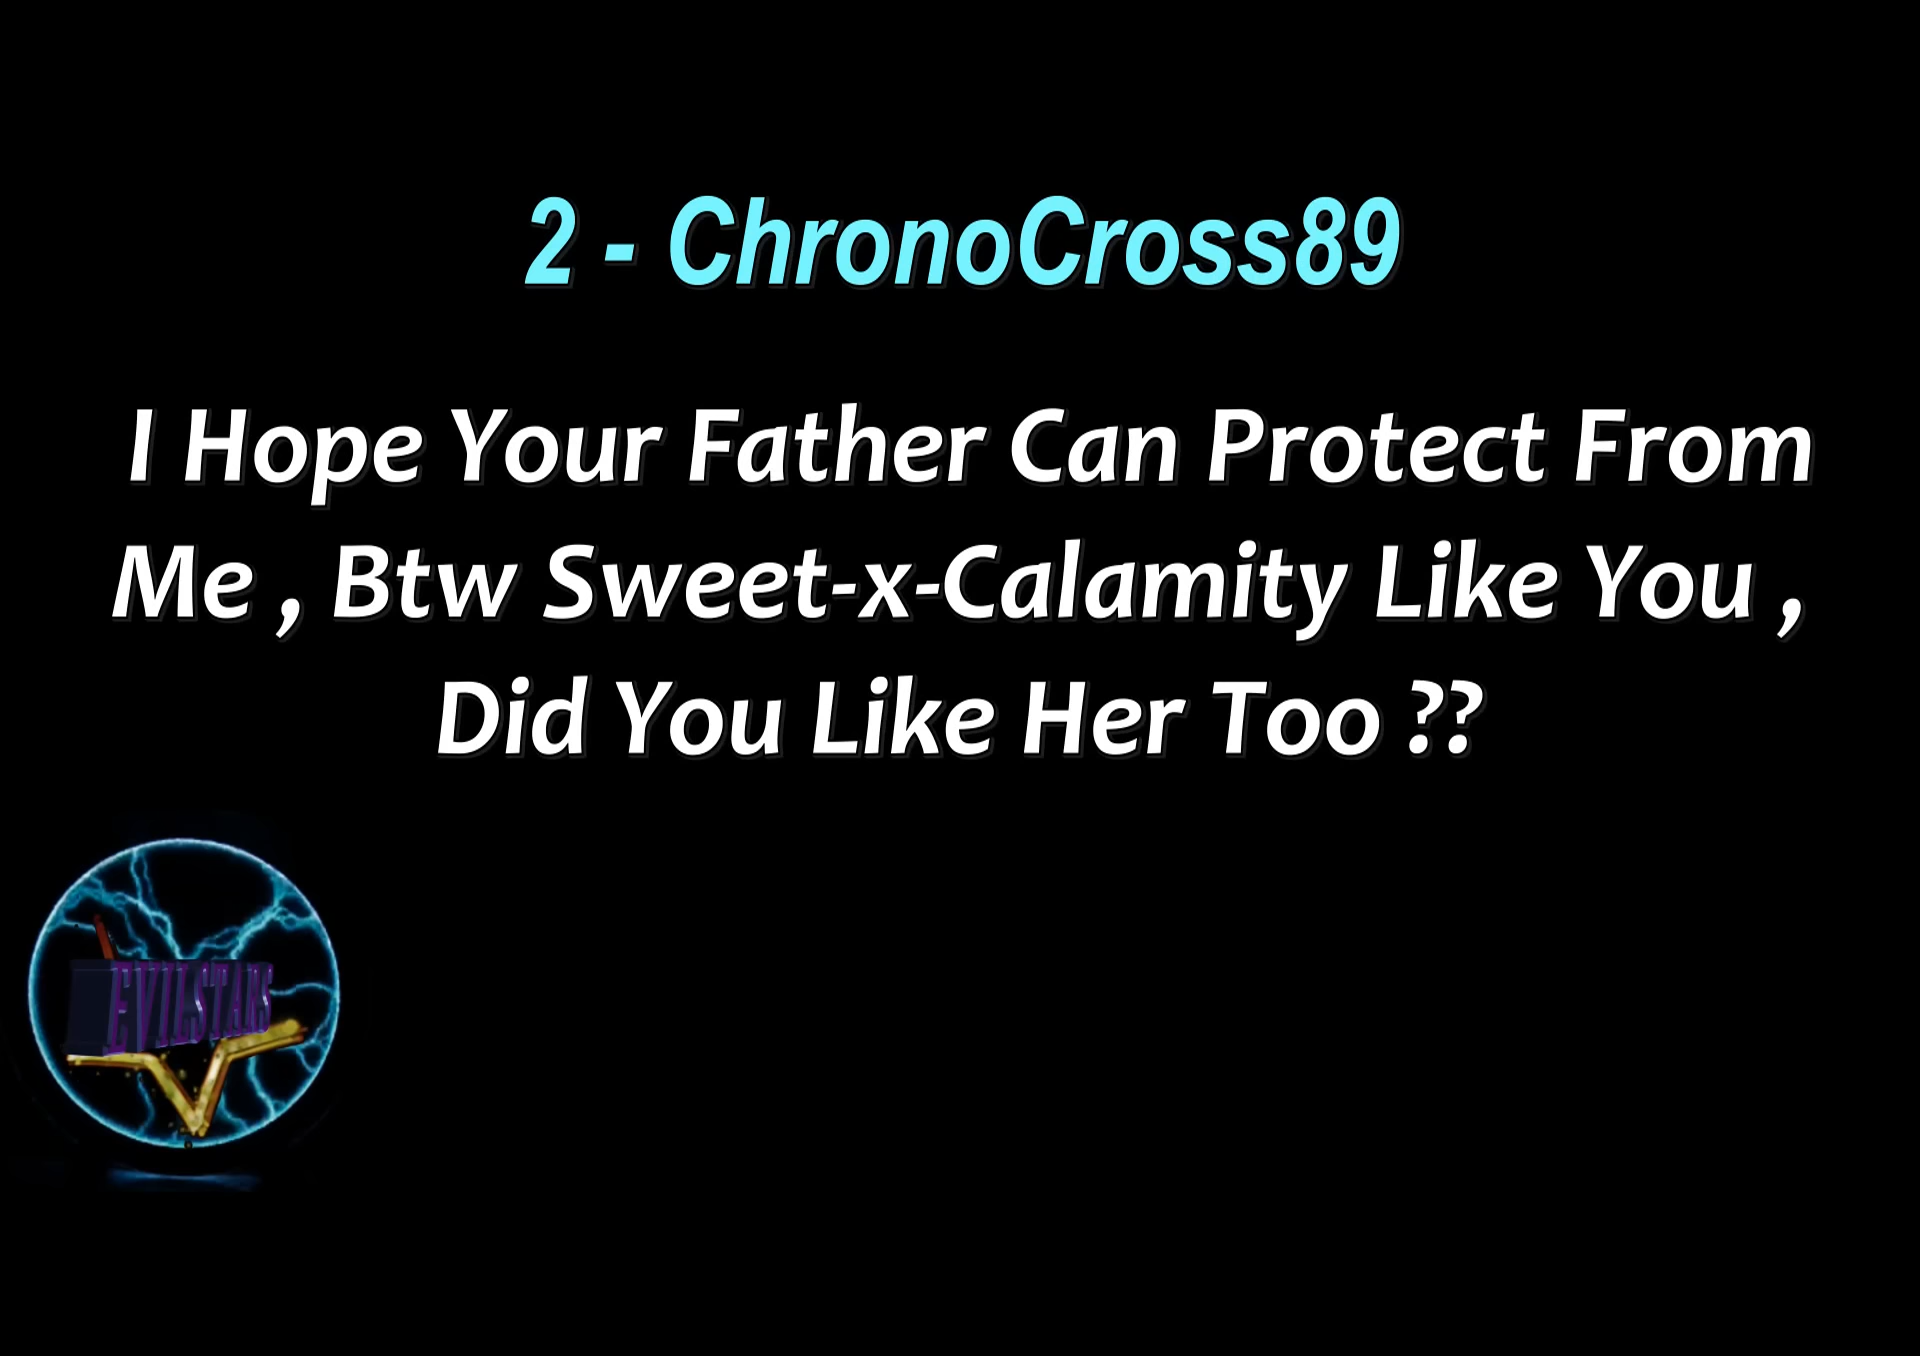 2 - ChronoCross89
I Hope Your Father Can Protect From
Me , Btw Sweet-x-Calamity Like You ,
Did You Like Her Too ??
EVILSTARS